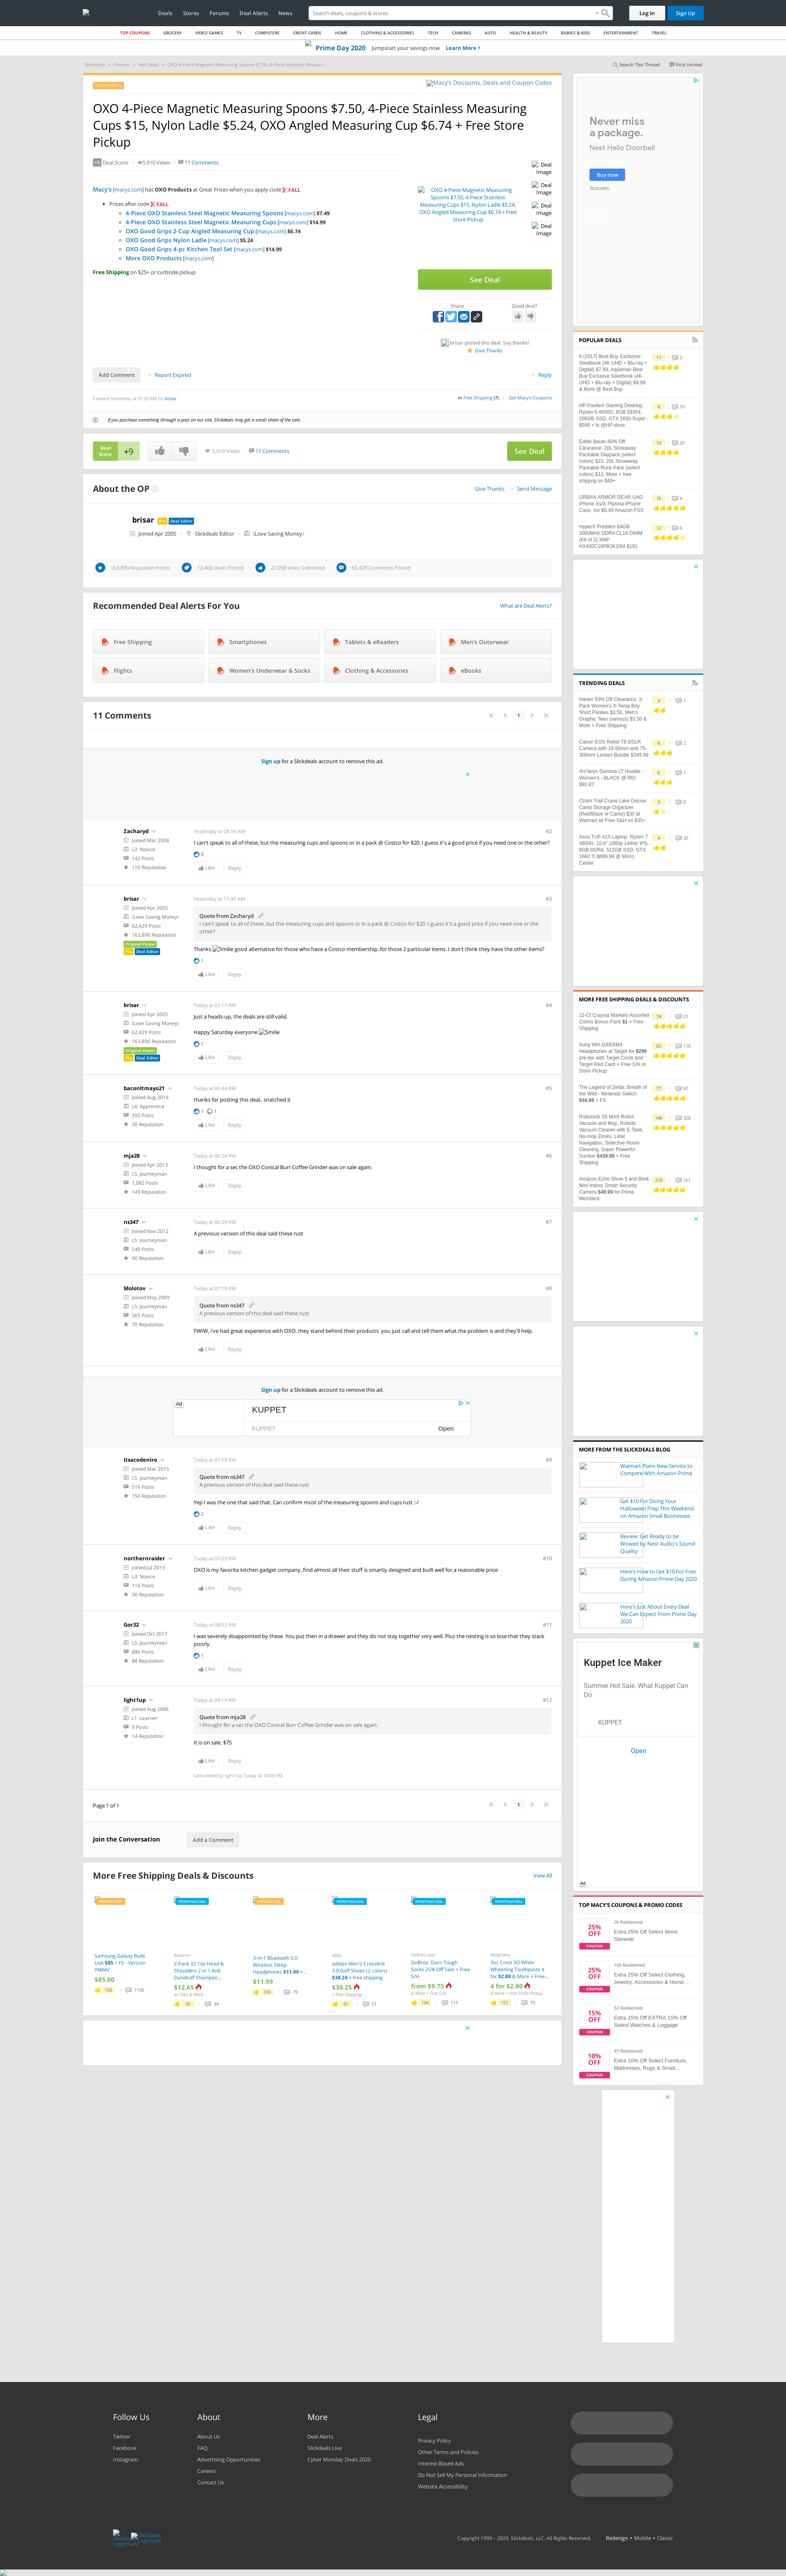 Deals Stores Forums Deal Alerts News
Search deals, coupons & stores
Log In
Sign Up
TOP COUPONS GROCERY VIDEO GAMES TV COMPUTERS CREDIT CARDS HOME CLOTHING & ACCESSORIES TECH CAMERAS AUTO HEALTH & BEAUTY BABIES & KIDS ENTERTAINMENT TRAVEL
Prime Day 2020 Jumpstart your savings now Learn More >
Slickdeals > Forums > Hot Deals > OXO 4-Piece Magnetic Measuring Spoons $7.50, 4-Piece Stainless Measuri...
Search This Thread
First Unread
POPULAR DEAL
Macy's Discounts, Deals and Coupon Codes
OXO 4-Piece Magnetic Measuring Spoons $7.50, 4-Piece Stainless Measuring Cups $15, Nylon Ladle $5.24, OXO Angled Measuring Cup $6.74 + Free Store Pickup
+9 Deal Score
5,910 Views
11 Comments
Macy's [macys.com] has OXO Products at Great Prices when you apply code FALL
Prices after code FALL
4-Piece OXO Stainless Steel Magnetic Measuring Spoons [macys.com] $7.49
4-Piece OXO Stainless Steel Magnetic Measuring Cups [macys.com] $14.99
OXO Good Grips 2-Cup Angled Measuring Cup [macys.com] $6.74
OXO Good Grips Nylon Ladle [macys.com] $5.24
OXO Good Grips 4-pc Kitchen Tool Set [macys.com] $14.99
More OXO Products [macys.com]
Free Shipping on $25+ or curbside pickup
OXO 4-Piece Magnetic Measuring Spoons $7.50, 4-Piece Stainless Measuring Cups $15, Nylon Ladle $5.24, OXO Angled Measuring Cup $6.74 + Free Store Pickup
Deal Image
Deal Image
Deal Image
Deal Image
See Deal
Share
Good deal?
brisar posted this deal. Say thanks!
Give Thanks
Add Comment
Report Expired
Reply
Created Yesterday at 07:35 AM by brisar
in Free Shipping (7)
Get Macy's Coupons
If you purchase something through a post on our site, Slickdeals may get a small share of the sale.
Deal Score +9
5,910 Views
11 Comments
See Deal
About the OP
Give Thanks
Send Message
brisar Pro Deal Editor
Joined Apr 2005
Slickdeals Editor
!Love Saving Money!
163,890 Reputation Points
12,468 Deals Posted
27,058 Votes Submitted
62,429 Comments Posted
Recommended Deal Alerts For You
What are Deal Alerts?
Free Shipping
Smartphones
Tablets & eReaders
Men's Outerwear
Flights
Women's Underwear & Socks
Clothing & Accessories
eBooks
11 Comments
1
Sign up for a Slickdeals account to remove this ad.
Zacharyd
Joined Mar 2008
L3: Novice
142 Posts
110 Reputation
Yesterday at 08:16 AM
#2
I can't speak to all of these, but the measuring cups and spoons or in a pack @ Costco for $20. I guess it's a good price if you need one or the other?
8
Like
Reply
brisar
Joined Apr 2005
!Love Saving Money!
62,429 Posts
163,890 Reputation
Original Poster
Pro Deal Editor
Yesterday at 11:40 AM
#3
Quote from Zacharyd
I can't speak to all of these, but the measuring cups and spoons or in a pack @ Costco for $20. I guess it's a good price if you need one or the other?
Thanks Smilie good alternative for those who have a Costco membership..for those 2 particular items. I don't think they have the other items?
1
Like
Reply
brisar
Joined Apr 2005
!Love Saving Money!
62,429 Posts
163,890 Reputation
Original Poster
Pro Deal Editor
Today at 02:17 PM
#4
Just a heads-up, the deals are still valid.
Happy Saturday everyone Smilie
1
Like
Reply
baconitmayo21
Joined Aug 2014
L4: Apprentice
350 Posts
30 Reputation
Today at 05:44 PM
#5
thanks for posting this deal.. snatched it
1 1
Like
Reply
mja28
Joined Apr 2013
L5: Journeyman
1,082 Posts
149 Reputation
Today at 06:24 PM
#6
I thought for a sec the OXO Conical Burr Coffee Grinder was on sale again.
Like
Reply
ns347
Joined Nov 2012
L5: Journeyman
540 Posts
90 Reputation
Today at 06:29 PM
#7
A previous version of this deal said these rust
Like
Reply
Molotov
Joined May 2009
L5: Journeyman
565 Posts
70 Reputation
Today at 07:19 PM
#8
Quote from ns347
A previous version of this deal said these rust
FWIW, i've had great experience with OXO. they stand behind their products. you just call and tell them what the problem is and they'll help.
Like
Reply
Sign up for a Slickdeals account to remove this ad.
Ad
KUPPET
KUPPET
Open
itsacedeniro
Joined Mar 2015
L5: Journeyman
516 Posts
150 Reputation
Today at 07:19 PM
#9
Quote from ns347
A previous version of this deal said these rust
Yep I was the one that said that. Can confirm most of the measuring spoons and cups rust :-/
2
Like
Reply
northernraider
Joined Jul 2013
L3: Novice
116 Posts
30 Reputation
Today at 07:23 PM
#10
OXO is my favorite kitchen gadget company..find almost all their stuff is smartly designed and built well for a reasonable price
Like
Reply
Gor32
Joined Oct 2017
L5: Journeyman
886 Posts
88 Reputation
Today at 08:53 PM
#11
I was severely disappointed by these. You put them in a drawer and they do not stay together very well. Plus the nesting is so lose that they stack poorly.
1
Like
Reply
light1up
Joined Aug 2006
L1: Learner
9 Posts
14 Reputation
Today at 09:19 PM
#12
Quote from mja28
I thought for a sec the OXO Conical Burr Coffee Grinder was on sale again.
It is on sale. $75
Like
Reply
Last edited by light1up Today at 10:04 PM.
Page 1 of 1
1
Join the Conversation
Add a Comment
More Free Shipping Deals & Discounts
View All
POPULAR DEAL
Samsung Galaxy Buds Live $85 + FS - Verizon YMMV
$85.00
156 1156
FRONTPAGE DEAL
Amazon
2-Pack 32.1oz Head & Shoulders 2 in 1 Anti Dandruff Shampoo...
$12.65
w/ S&S & More
95 34
POPULAR DEAL
3-in-1 Bluetooth 5.0 Wireless Sleep Headphones $11.99 +...
$11.99
193 79
FRONTPAGE DEAL
eBay
adidas Men's Crossknit 3.0 Golf Shoes (2 colors) $38.24 + free shipping
$38.25
+ Free Shipping
91 51
FRONTPAGE DEAL
GoBros.com
GoBros: Darn Tough Socks 25% Off Sale + Free S/H
from $9.75
& More + Free S/H
134 115
FRONTPAGE DEAL
Walgreens
3oz Crest 3D White Whitening Toothpaste 4 for $2.80 & More + Free...
4 for $2.80
& More + Free Store Pickup
157 75
Never miss a package.
Nest Hello Doorbell
Buy now
POPULAR DEALS
It (2017) Best Buy Exclusive Steelbook (4K UHD + Blu-ray + Digital) $7.99, Aquaman Best Buy Exclusive Steelbook (4K UHD + Blu-ray + Digital) $9.99 & More @ Best Buy
11 3
HP Pavilion Gaming Desktop, Ryzen 5 4600G, 8GB DDR4, 256GB SSD, GTX 1650 Super - $599 + fs @HP store
8 10
Eddie Bauer 60% Off Clearance: 20L Stowaway Packable Daypack (select colors) $10, 20L Stowaway Packable Ruck Pack (select colors) $12, More + free shipping on $49+
10 20
URBAN ARMOR GEAR UAG iPhone Xs/X Plasma iPhone Case, Ice $6.49 Amazon FSS
16 4
HyperX Predator 64GB 3000MHz DDR4 CL16 DIMM (Kit of 2) XMP HX430C16PB3K2/64 $191
12 6
TRENDING DEALS
Hanes 50% Off Clearance: 3-Pack Women's X-Temp Boy Short Panties $3.50, Men's Graphic Tees (various) $3.50 & More + Free Shipping
4 1
Canon EOS Rebel T6 DSLR Camera with 18-55mm and 75-300mm Lenses Bundle $349.99
6 2
Arc'teryx Gamma LT Hoodie - Women's - BLACK @ REI $92.87
6 1
Ozark Trail Crane Lake Deluxe Camp Storage Organizer (Red/Black or Camo) $30 at Walmart w/ Free S&H on $35+
3 0
Asus TUF A15 Laptop: Ryzen 7 4800H, 15.6" 1080p 144Hz IPS, 8GB DDR4, 512GB SSD, GTX 1660 Ti $899.99 @ Micro Center
4 20
MORE FREE SHIPPING DEALS & DISCOUNTS
12-Ct Crayola Markers Assorted Colors Bonus Pack $1 + Free Shipping
74 21
Sony WH-1000XM4 Headphones at Target for $299 pre-tax with Target Circle and Target Red Card + Free S/H or Store Pickup
62 116
The Legend of Zelda: Breath of the Wild - Nintendo Switch $44.99 + FS
77 97
Roborock S5 MAX Robot Vacuum and Mop, Robotic Vacuum Cleaner with E-Tank, No-mop Zones, Lidar Navigation, Selective Room Cleaning, Super Powerful Suction $439.99 + Free Shipping
146 328
Amazon Echo Show 5 and Blink Mini Indoor Smart Security Camera $49.99 for Prime Members
210 161
MORE FROM THE SLICKDEALS BLOG
Walmart Plans New Service to Compete With Amazon Prime
Get $10 For Doing Your Halloween Prep This Weekend on Amazon Small Businesses
Review: Get Ready to be Wowed by Nest Audio's Sound Quality
Here's How to Get $10 For Free During Amazon Prime Day 2020
Here's Just About Every Deal We Can Expect From Prime Day 2020
Kuppet Ice Maker
Summer Hot Sale. What Kuppet Can Do
KUPPET
Open
Ad
TOP MACY'S COUPONS & PROMO CODES
25% OFF COUPON
2k Redeemed
Extra 25% Off Select Items Sitewide
25% OFF COUPON
108 Redeemed
Extra 25% Off Select Clothing, Jewelry, Accessories & Home...
15% OFF COUPON
52 Redeemed
Extra 15% Off EXTRA 15% Off Select Watches & Luggage
10% OFF COUPON
47 Redeemed
Extra 10% Off Select Furniture, Mattresses, Rugs & Small...
Follow Us
Twitter
Facebook
Instagram
About
About Us
FAQ
Advertising Opportunities
Careers
Contact Us
More
Deal Alerts
Slickdeals Live
Cyber Monday Deals 2020
Legal
Privacy Policy
Other Terms and Policies
Interest-Based Ads
Do Not Sell My Personal Information
Website Accessibility
Slickdeals Logomark
Slickdeals Logotype
Copyright 1999 – 2020. Slickdeals, LLC. All Rights Reserved.
Redesign • Mobile • Classic